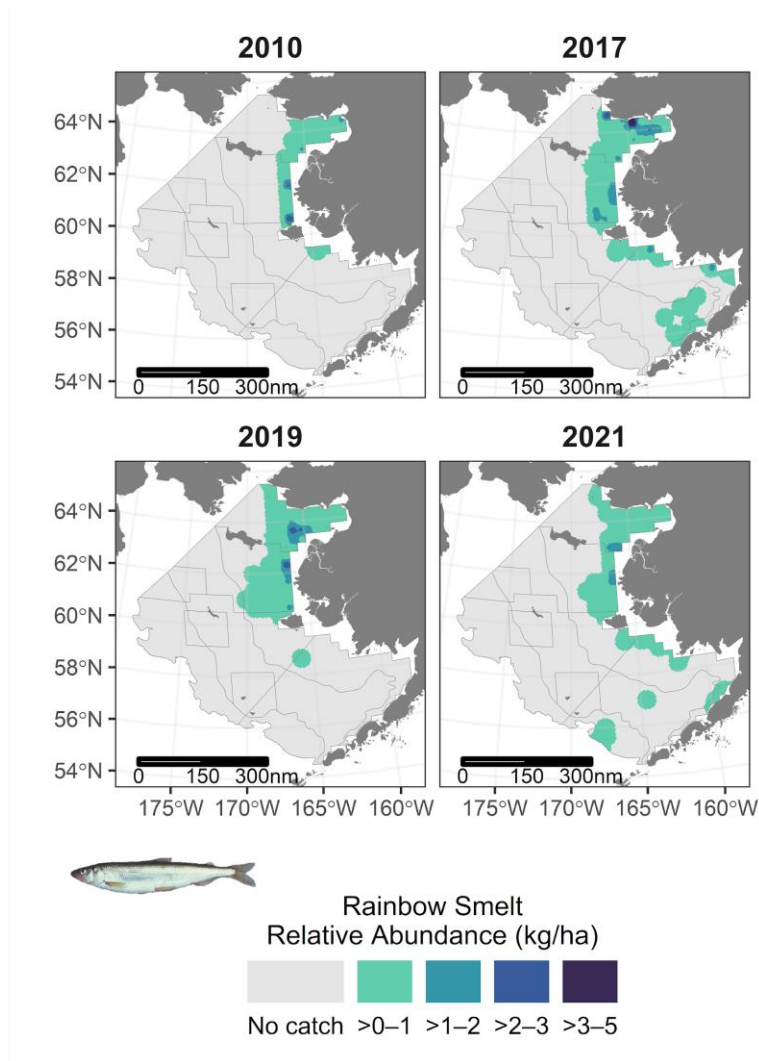 2010
2017
64°N
62°N
60°N
58°N
56°N
54°N
0 150 300nm
0 150 300nm
2019
2021
64°N
62°N
60°N
58°N
56°N
54°N
0 150 300nm
0 150 300nm
175°W 170°W 165°W 160°W
175°W 170°W 165°W 160°W
Rainbow Smelt
Relative Abundance (kg/ha)
No catch >0–1 >1–2 >2–3 >3–5